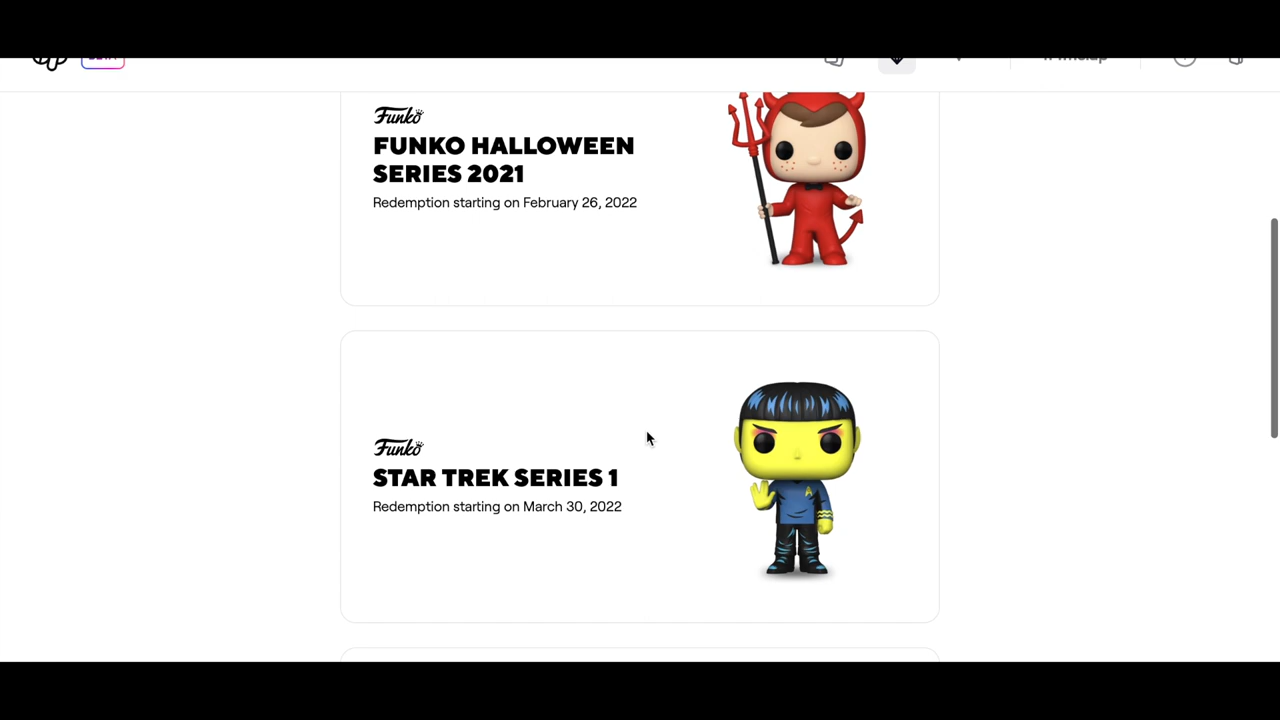 Funko
FUNKO HALLOWEEN
SERIES 2021
Redemption starting on February 26, 2022
Funko
STAR TREK SERIES 1
Redemption starting on March 30, 2022